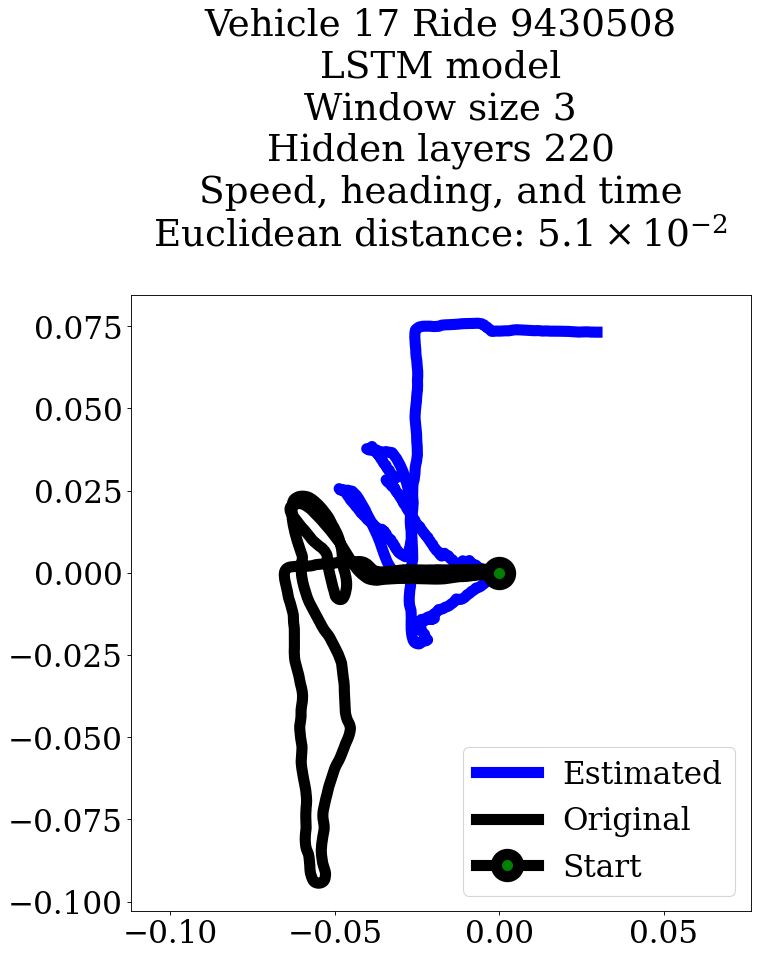 Vehicle 17 Ride 9430508
LSTM model
Window size 3
Hidden layers 220
Speed, heading, and time
Euclidean distance: 5.1 × 10⁻²
0.075
0.050
0.025
0.000
−0.025
−0.050
−0.075
−0.100
Estimated
Original
Start
−0.10
−0.05
0.00
0.05